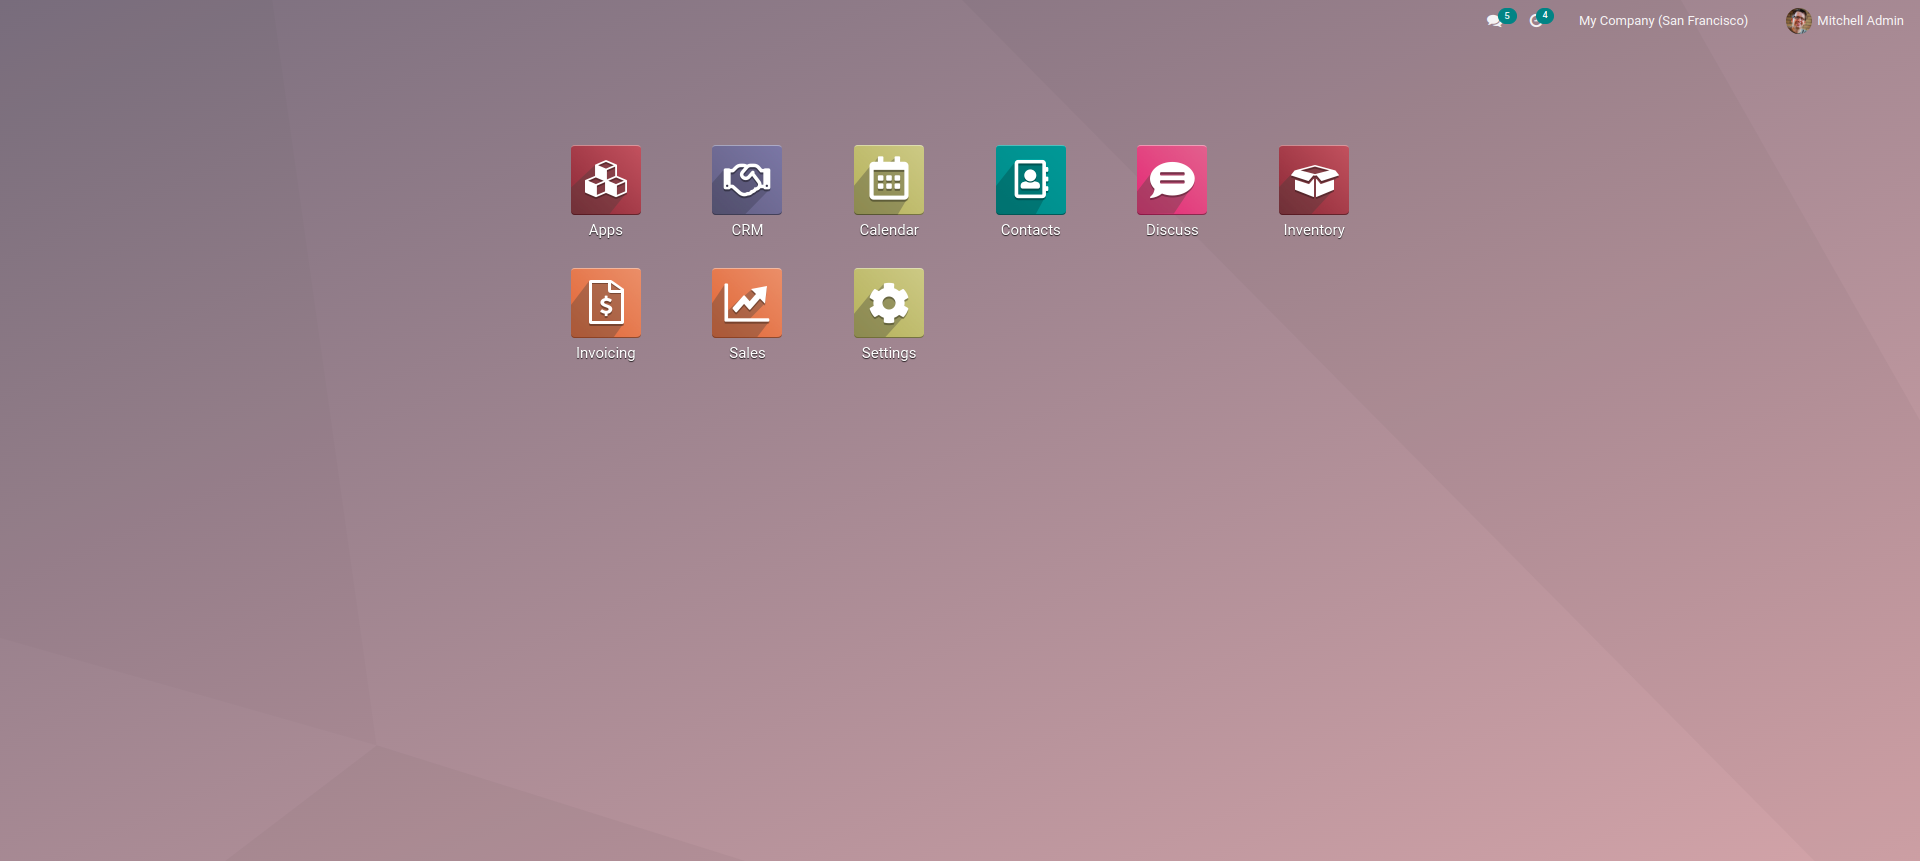 5 4 My Company (San Francisco) Mitchell Admin
Apps CRM Calendar Contacts Discuss Inventory
$
Invoicing Sales Settings